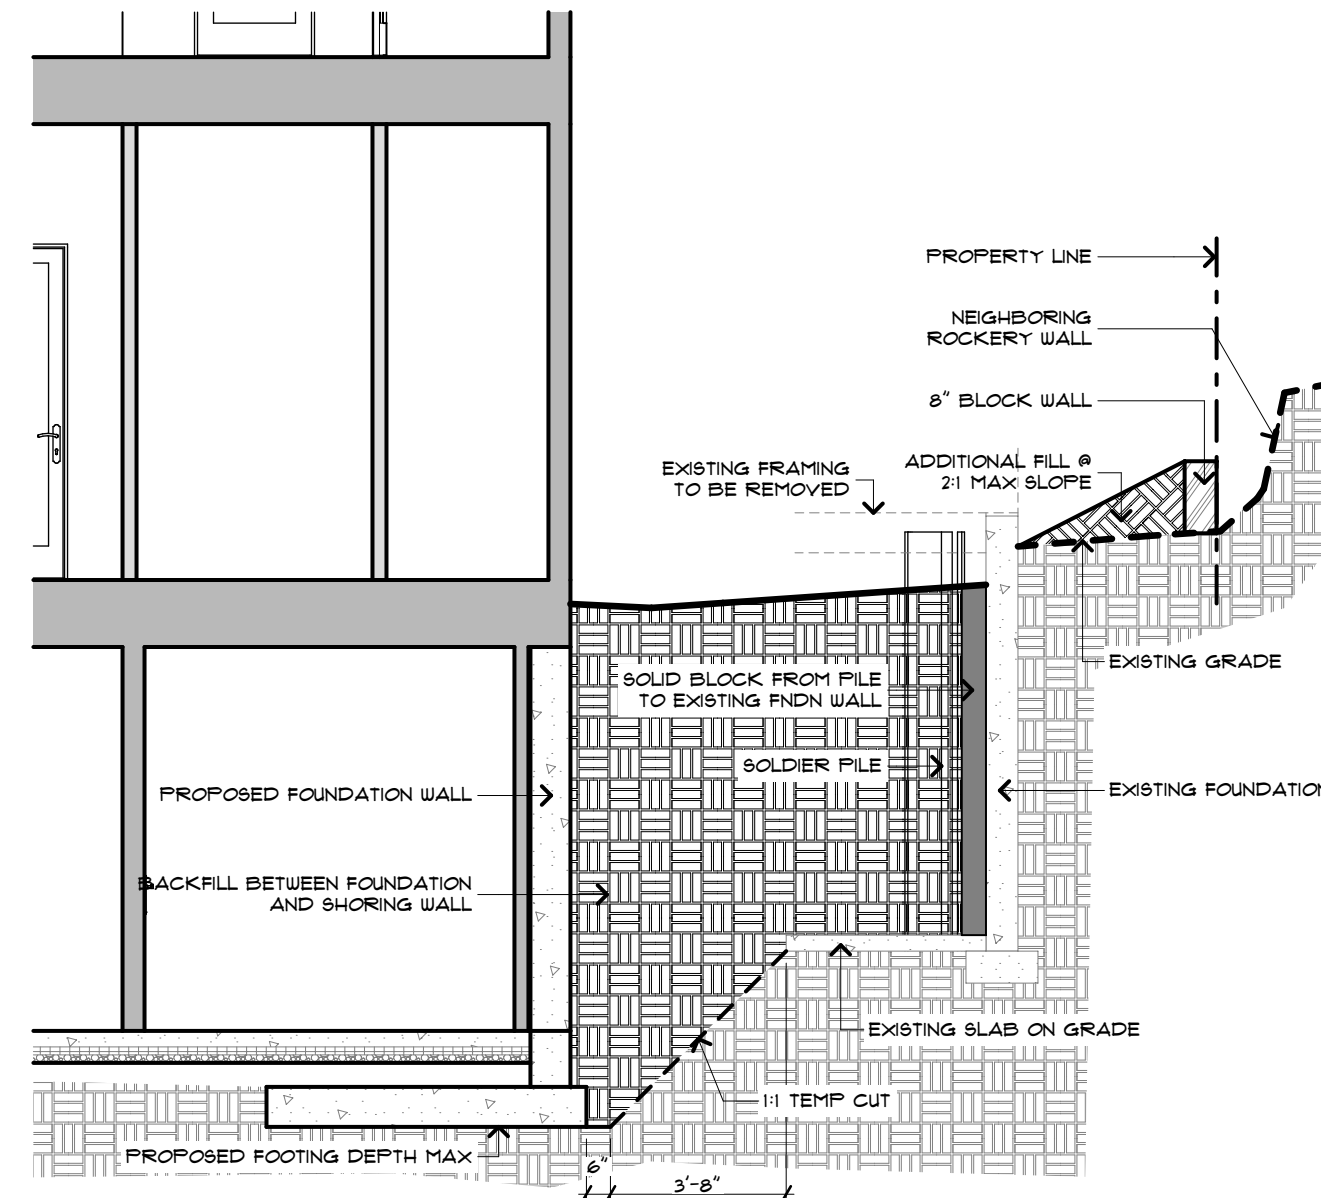 PROPERTY LINE
NEIGHBORING
ROCKERY WALL
8" BLOCK WALL
EXISTING FRAMING
TO BE REMOVED
ADDITIONAL FILL @
2:1 MAX SLOPE
EXISTING GRADE
SOLID BLOCK FROM PILE
TO EXISTING FNDN WALL
SOLDIER PILE
PROPOSED FOUNDATION WALL
EXISTING FOUNDATION
BACKFILL BETWEEN FOUNDATION
AND SHORING WALL
EXISTING SLAB ON GRADE
1:1 TEMP CUT
PROPOSED FOOTING DEPTH MAX
6"
3'-8"